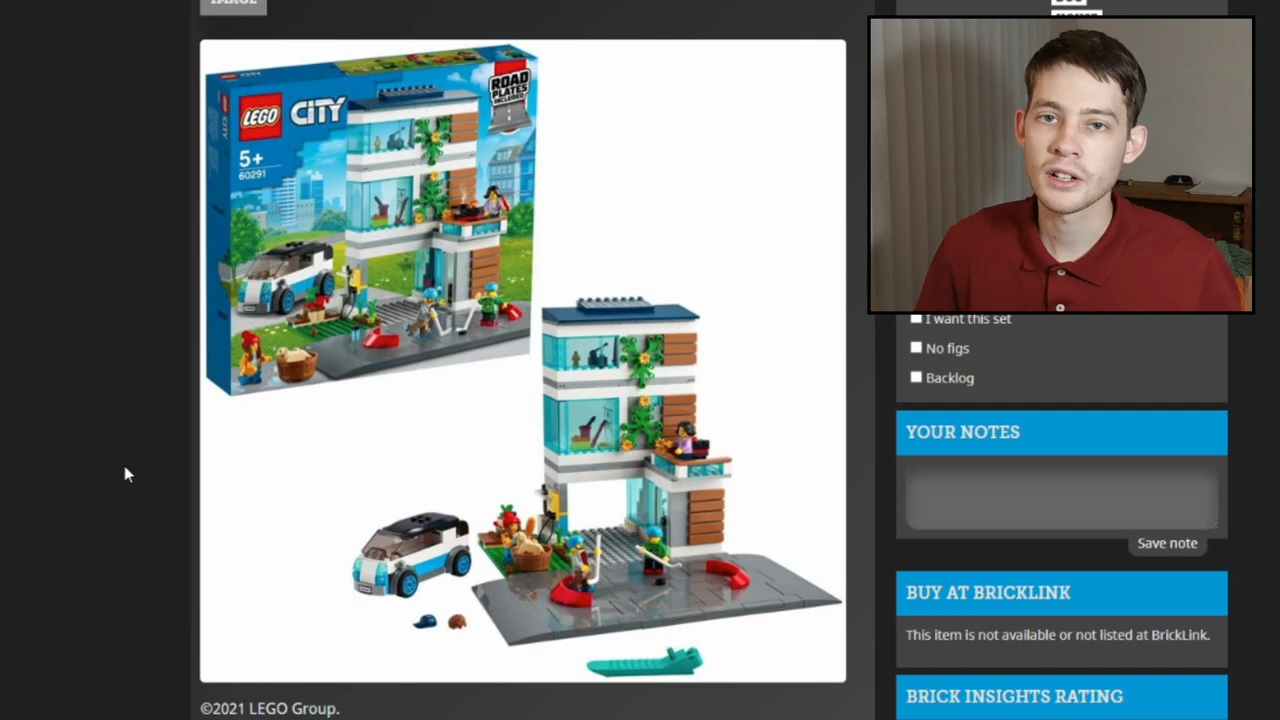 IMAGE
LEGO
CITY
5+
60291
ROAD
PLATES
INCLUDED
I want this set
No figs
Backlog
YOUR NOTES
Save note
BUY AT BRICKLINK
This item is not available or not listed at BrickLink.
BRICK INSIGHTS RATING
©2021 LEGO Group.